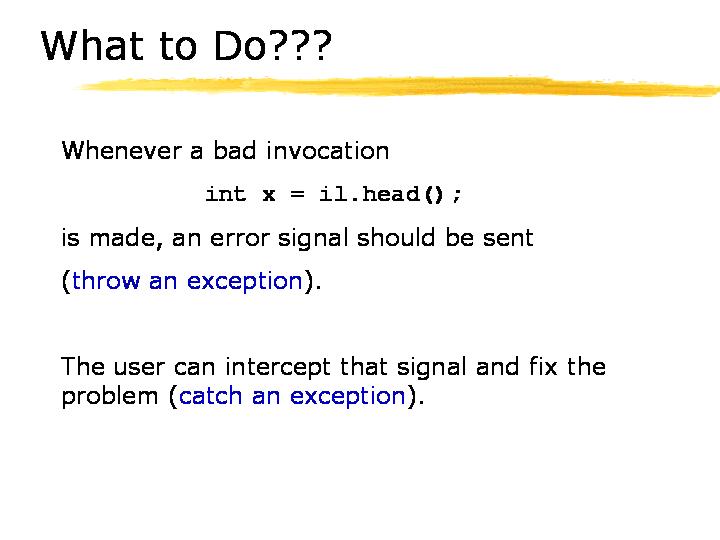 What to Do???
Whenever a bad invocation
int x = il.head();
is made, an error signal should be sent
(throw an exception).
The user can intercept that signal and fix the
problem (catch an exception).